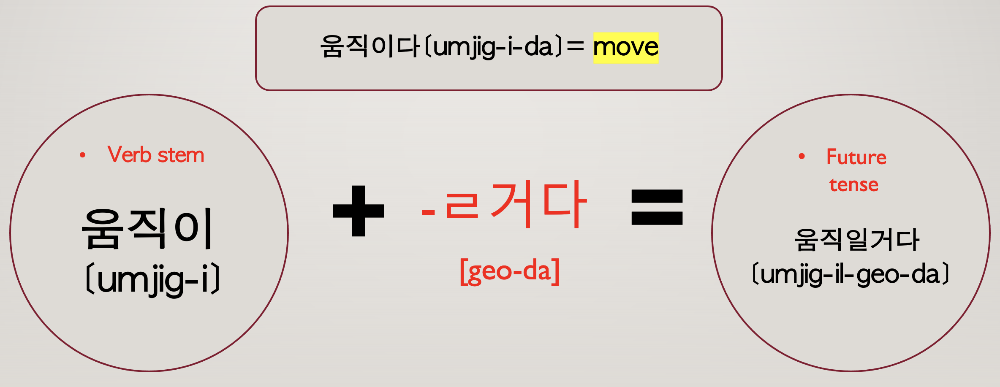 움직이다〔umjig-i-da〕= move
• Verb stem
움직이
〔umjig-i〕
+
-ㄹ거다
[geo-da]
=
• Future
tense
움직일거다
〔umjig-il-geo-da〕